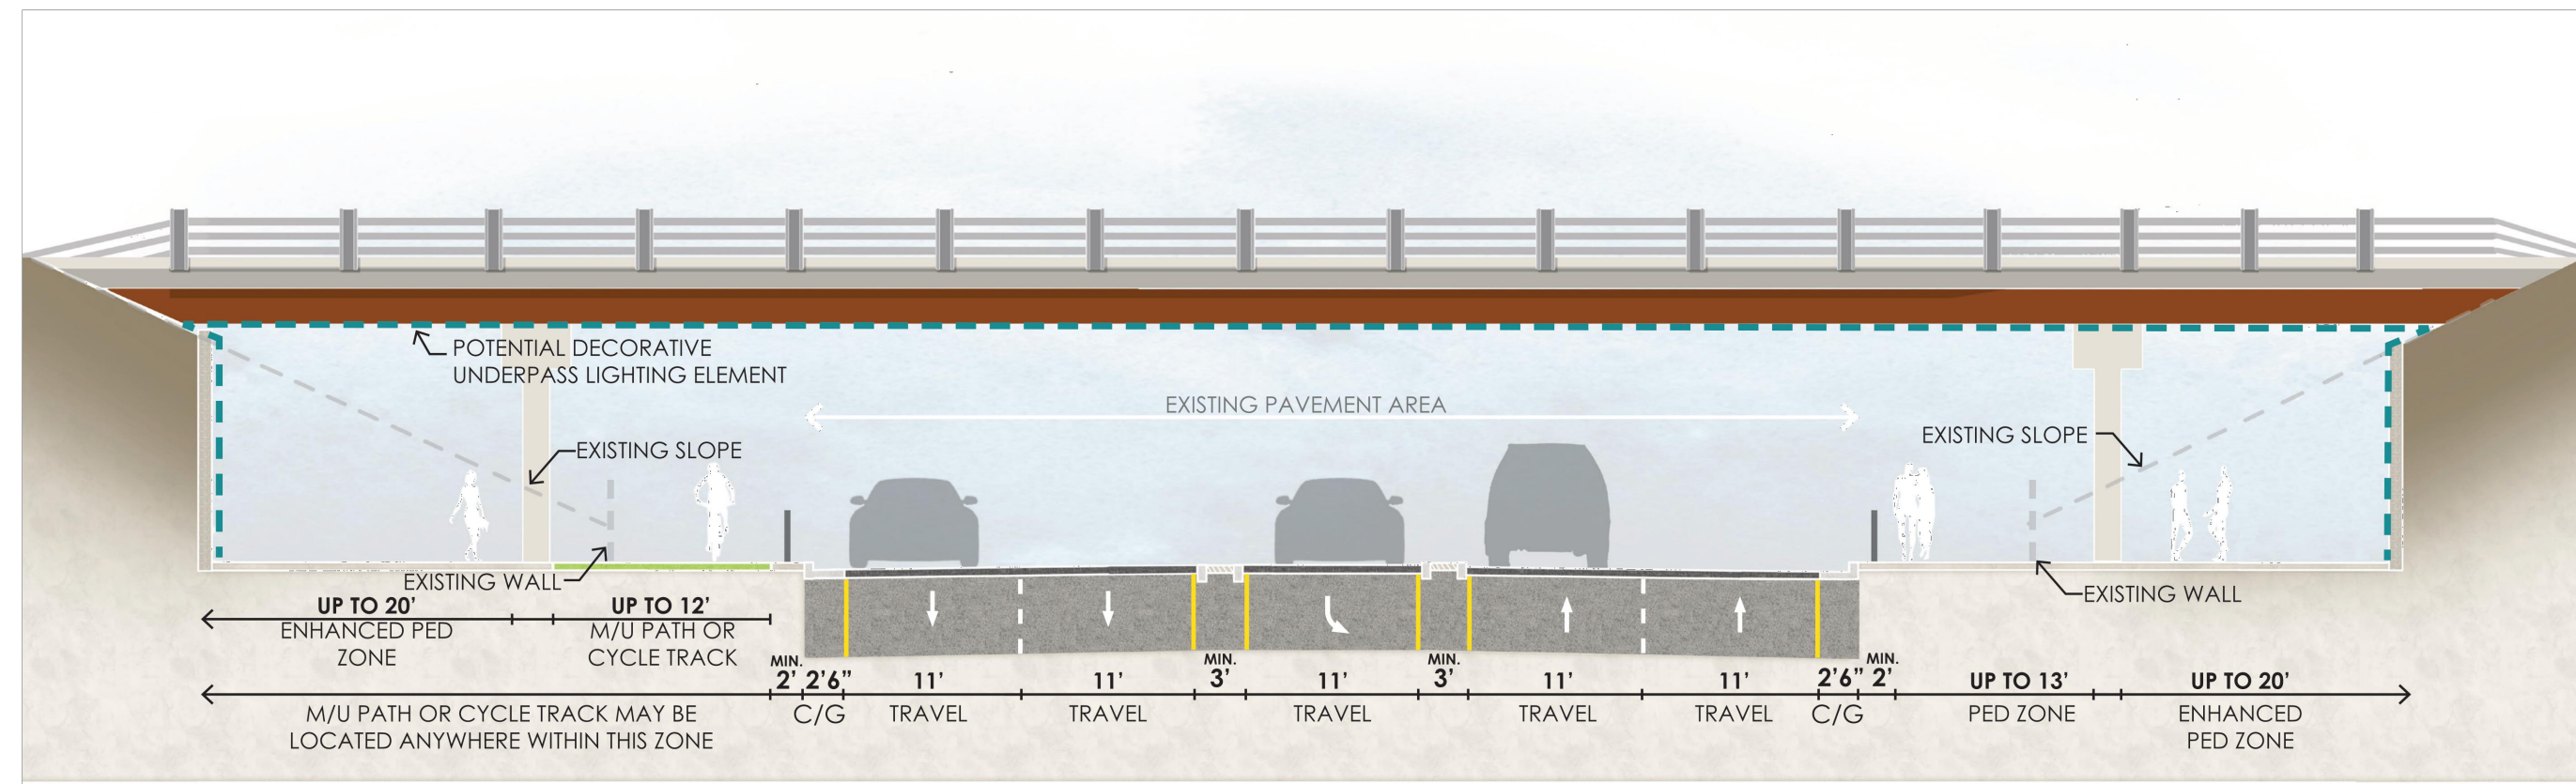 POTENTIAL DECORATIVE
UNDERPASS LIGHTING ELEMENT
EXISTING PAVEMENT AREA
EXISTING SLOPE
EXISTING SLOPE
EXISTING WALL
EXISTING WALL
UP TO 20’
ENHANCED PED
ZONE
UP TO 12’
M/U PATH OR
CYCLE TRACK
MIN.
2’
2’6”
C/G
11’
TRAVEL
11’
TRAVEL
MIN.
3’
11’
TRAVEL
MIN.
3’
11’
TRAVEL
11’
TRAVEL
2’6”
C/G
MIN.
2’
UP TO 13’
PED ZONE
UP TO 20’
ENHANCED
PED ZONE
M/U PATH OR CYCLE TRACK MAY BE
LOCATED ANYWHERE WITHIN THIS ZONE